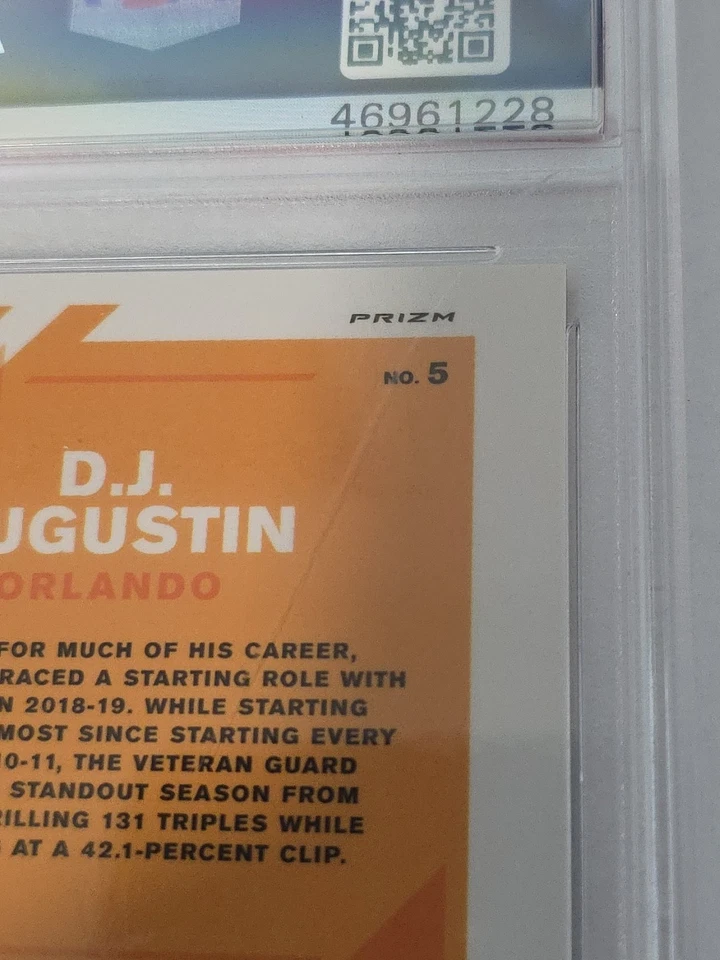 46961228
PRIZM
NO. 5
D.J.
UGUSTIN
ORLANDO
FOR MUCH OF HIS CAREER,
RACED A STARTING ROLE WITH
N 2018-19. WHILE STARTING
MOST SINCE STARTING EVERY
10-11, THE VETERAN GUARD
STANDOUT SEASON FROM
RILLING 131 TRIPLES WHILE
AT A 42.1-PERCENT CLIP.